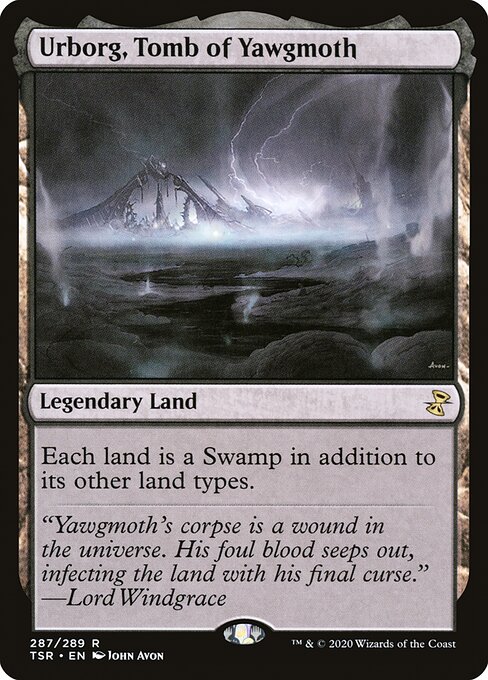 Urborg, Tomb of Yawgmoth
Avon-
Legendary Land
Each land is a Swamp in addition to
its other land types.
“Yawgmoth’s corpse is a wound in
the universe. His foul blood seeps out,
infecting the land with his final curse.”
—Lord Windgrace
287/289 R
TSR • EN John Avon
™ & © 2020 Wizards of the Coast